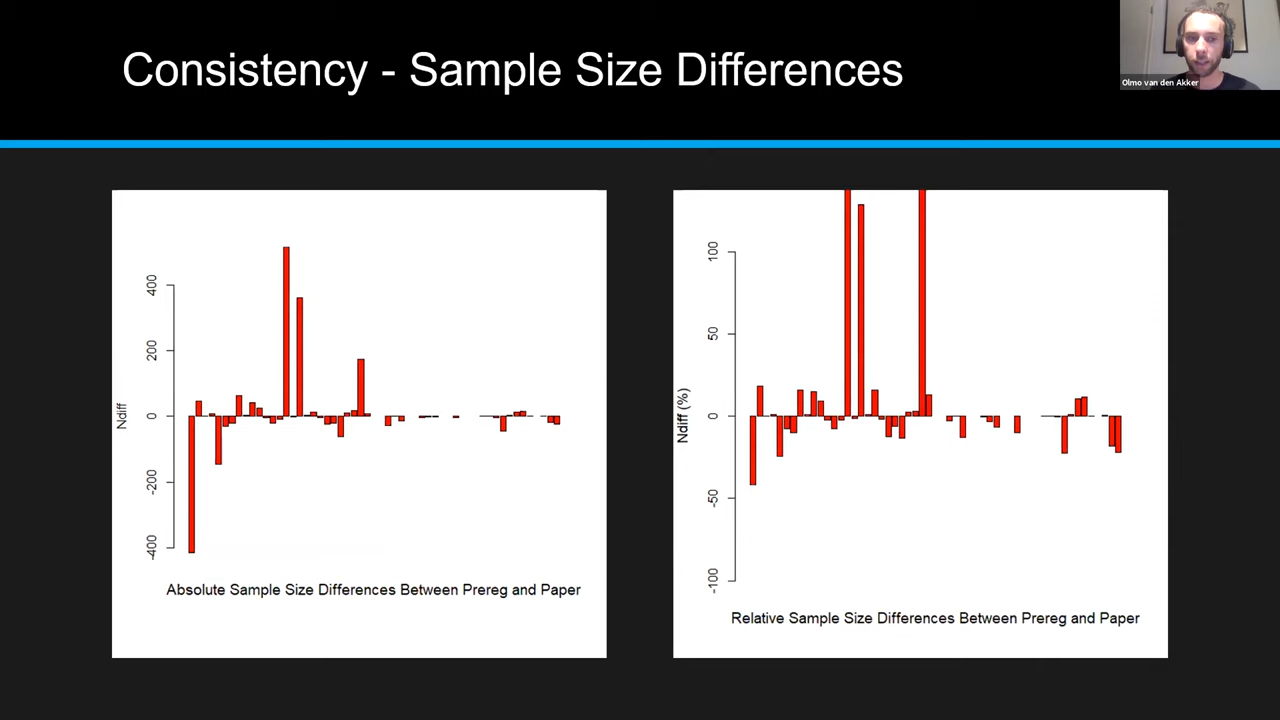 Consistency - Sample Size Differences
Olmo van den Akker
Ndiff
400
200
0
-200
-400
Absolute Sample Size Differences Between Prereg and Paper
Ndiff (%)
100
50
0
-50
-100
Relative Sample Size Differences Between Prereg and Paper